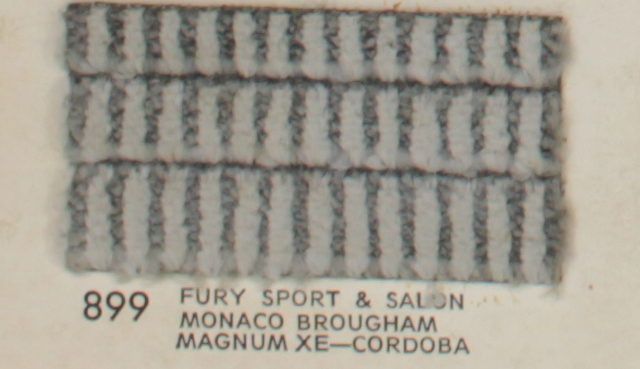 899 FURY SPORT & SALON
MONACO BROUGHAM
MAGNUM XE—CORDOBA